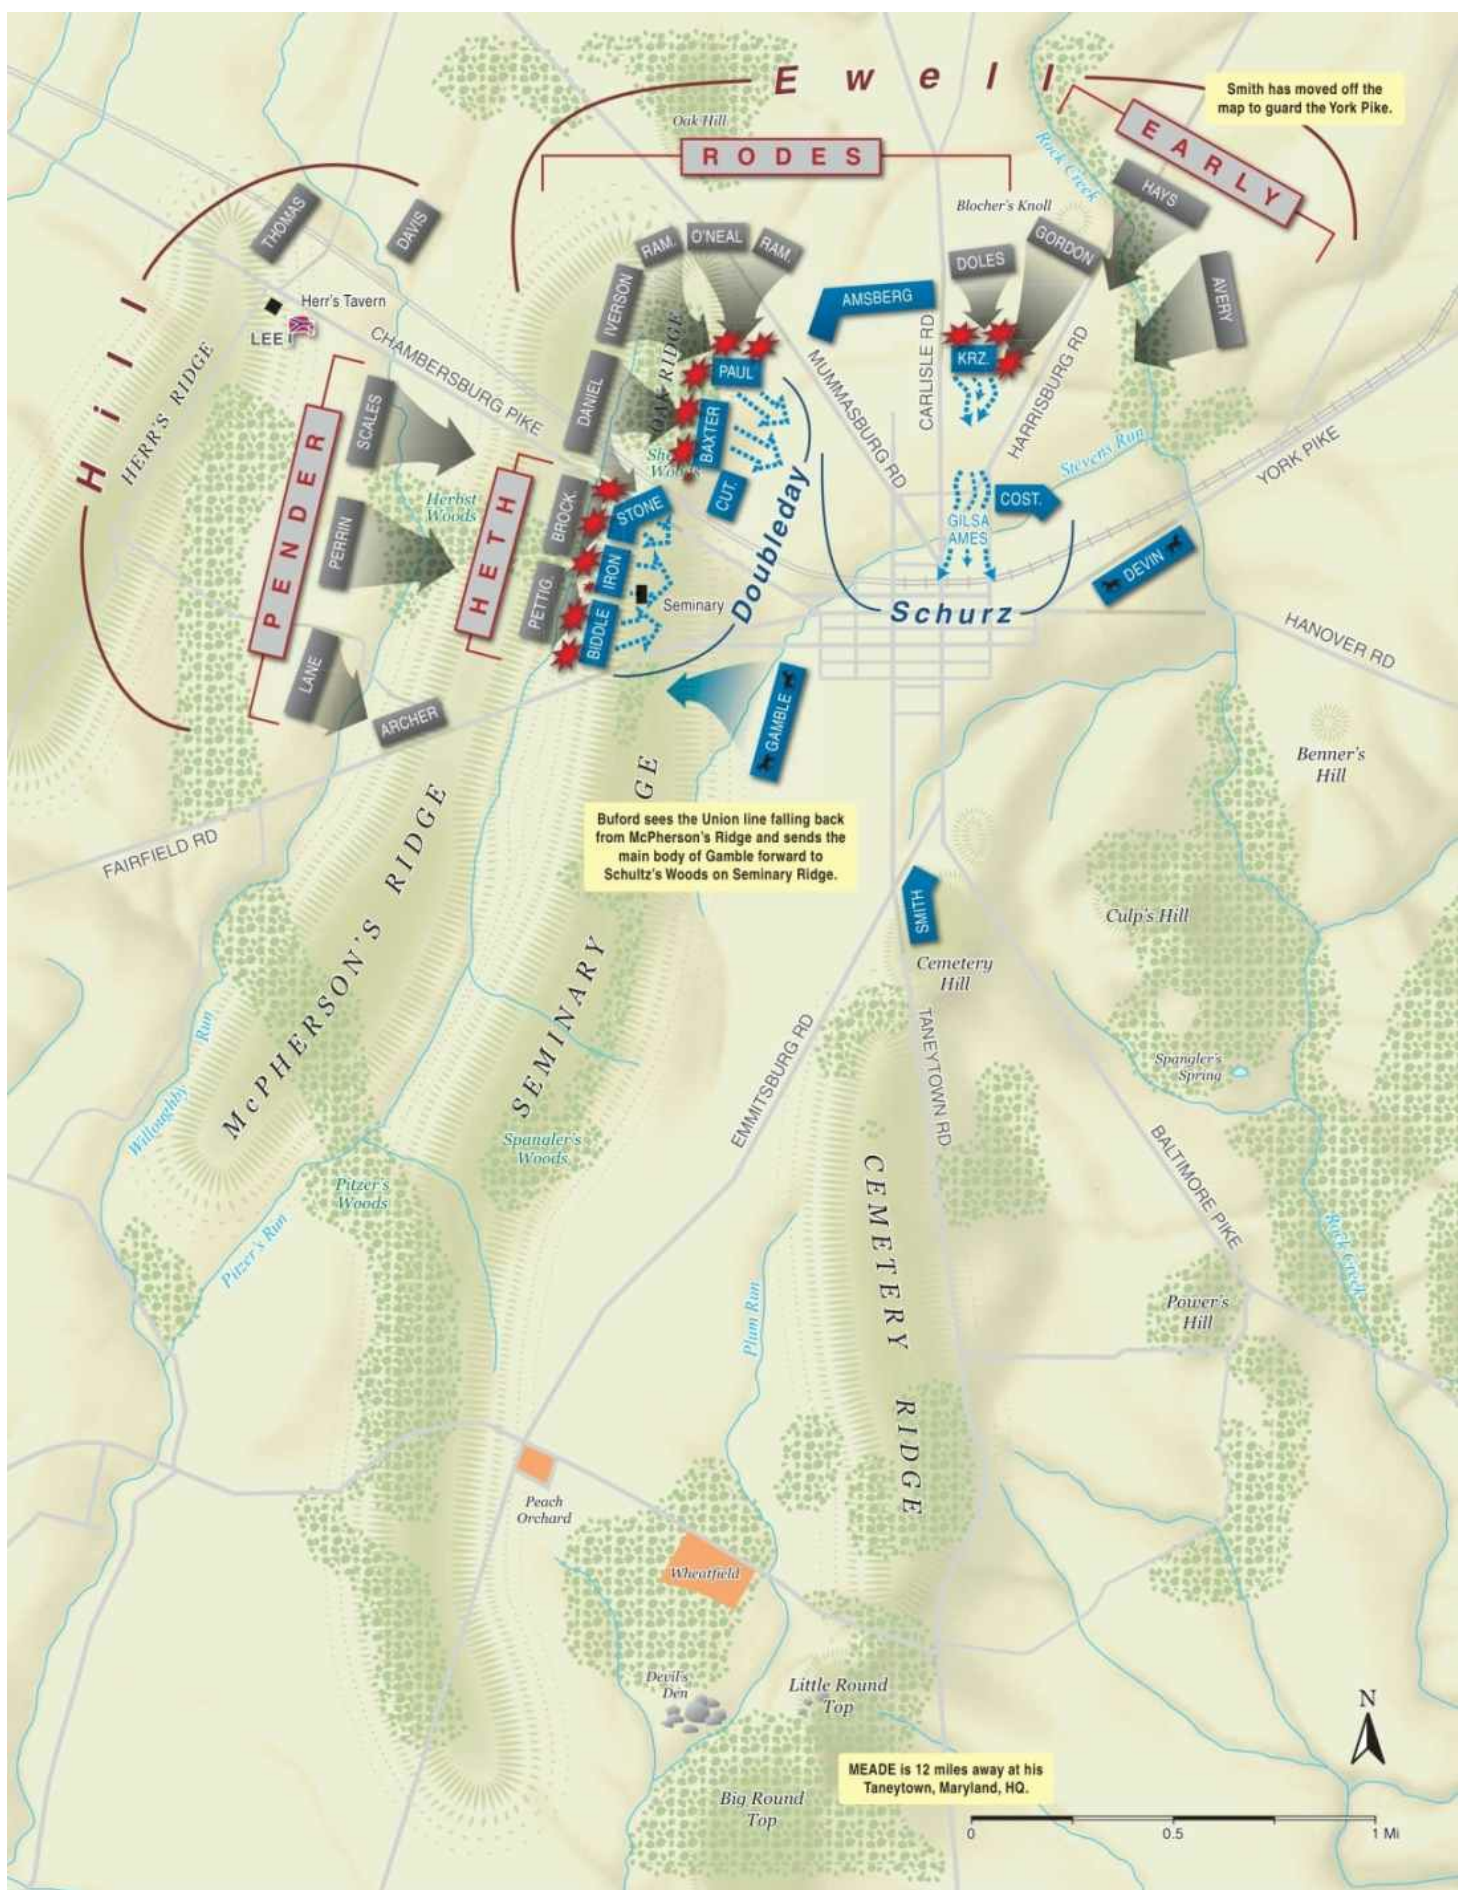 Ewell
Smith has moved off the
map to guard the York Pike.
Oak Hill
RODES
EARLY
Rock Creek
HAYS
Blocher's Knoll
THOMAS
DAVIS
RAM.
O'NEAL
RAM.
DOLES
GORDON
AVERY
IVERSON
AMSBERG
Hill
Herr's Tavern
LEE
HERR'S RIDGE
CHAMBERSBURG PIKE
OAK RIDGE
MUMMASBURG RD
CARLISLE RD
HARRISBURG RD
KRZ.
PAUL
DANIEL
SCALES
BAXTER
PENDER
Stevens Run
YORK PIKE
Herbst
Woods
HETH
BROCK.
STONE
CUT.
Doubleday
COST.
GILSA
AMES
PERRIN
IRON
DEVIN
PETTIG.
BIDDLE
Seminary
Schurz
HANOVER RD
LANE
ARCHER
GAMBLE
Benner's
Hill
Buford sees the Union line falling back
from McPherson's Ridge and sends the
main body of Gamble forward to
Schultz's Woods on Seminary Ridge.
FAIRFIELD RD
McPHERSON'S RIDGE
SMITH
Culp's Hill
Cemetery
Hill
SEMINARY
GE
EMMITSBURG RD
TANEYTOWN RD
Spangler's
Spring
Willoughby Run
Spangler's
Woods
BALTIMORE PIKE
Pitzer's
Woods
Pitzer's Run
CEMETERY RIDGE
Rock Creek
Plum Run
Power's
Hill
Peach
Orchard
Wheatfield
Devil's
Den
Little Round
Top
N
MEADE is 12 miles away at his
Taneytown, Maryland, HQ.
Big Round
Top
0 0.5 1 Mi